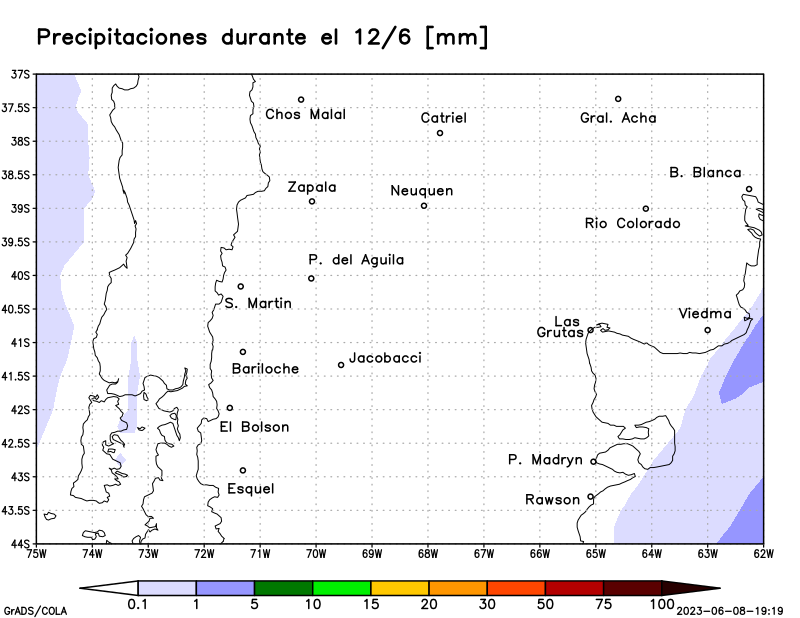 Precipitaciones durante el 12/6 [mm]
37S
37.5S
38S
38.5S
39S
39.5S
40S
40.5S
41S
41.5S
42S
42.5S
43S
43.5S
44S
Chos Malal
Catriel
Gral. Acha
B. Blanca
Zapala
Neuquen
Rio Colorado
P. del Aguila
S. Martin
Las
Grutas
Viedma
Bariloche
Jacobacci
El Bolson
P. Madryn
Esquel
Rawson
75W 74W 73W 72W 71W 70W 69W 68W 67W 66W 65W 64W 63W 62W
0.1 1 5 10 15 20 30 50 75 100
GrADS/COLA
2023-06-08-19:19